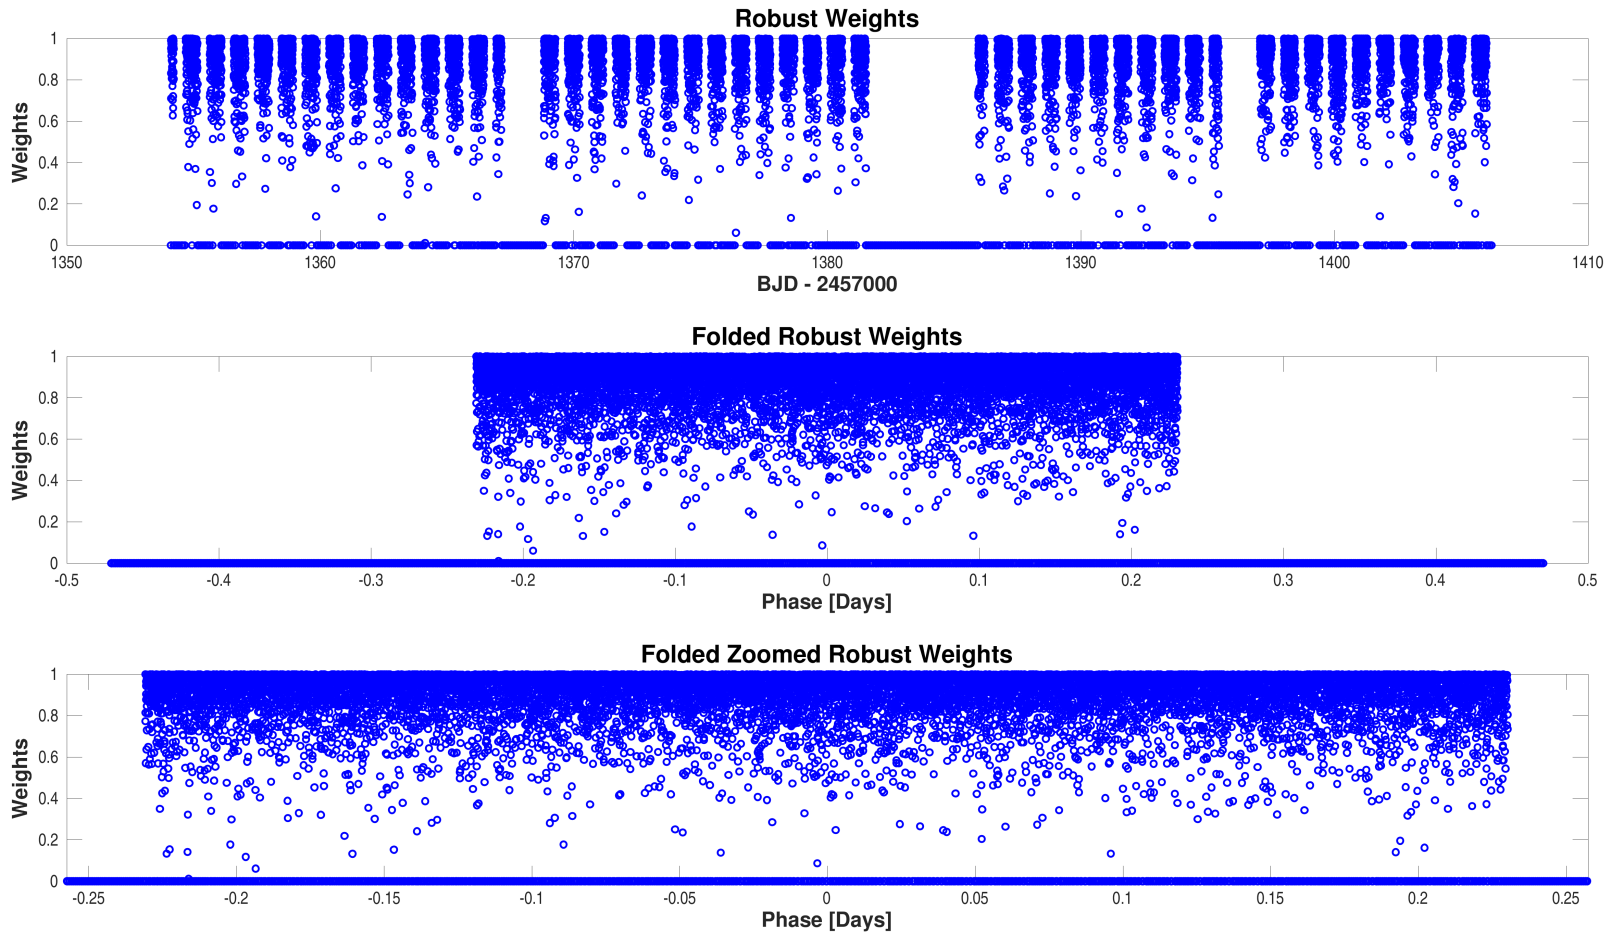 Robust Weights
1
0.8
0.6
0.4
0.2
0
Weights
1350 1360 1370 1380 1390 1400 1410
BJD - 2457000
Folded Robust Weights
1
0.8
0.6
0.4
0.2
0
Weights
-0.5 -0.4 -0.3 -0.2 -0.1 0 0.1 0.2 0.3 0.4 0.5
Phase [Days]
Folded Zoomed Robust Weights
1
0.8
0.6
0.4
0.2
0
Weights
-0.25 -0.2 -0.15 -0.1 -0.05 0 0.05 0.1 0.15 0.2 0.25
Phase [Days]